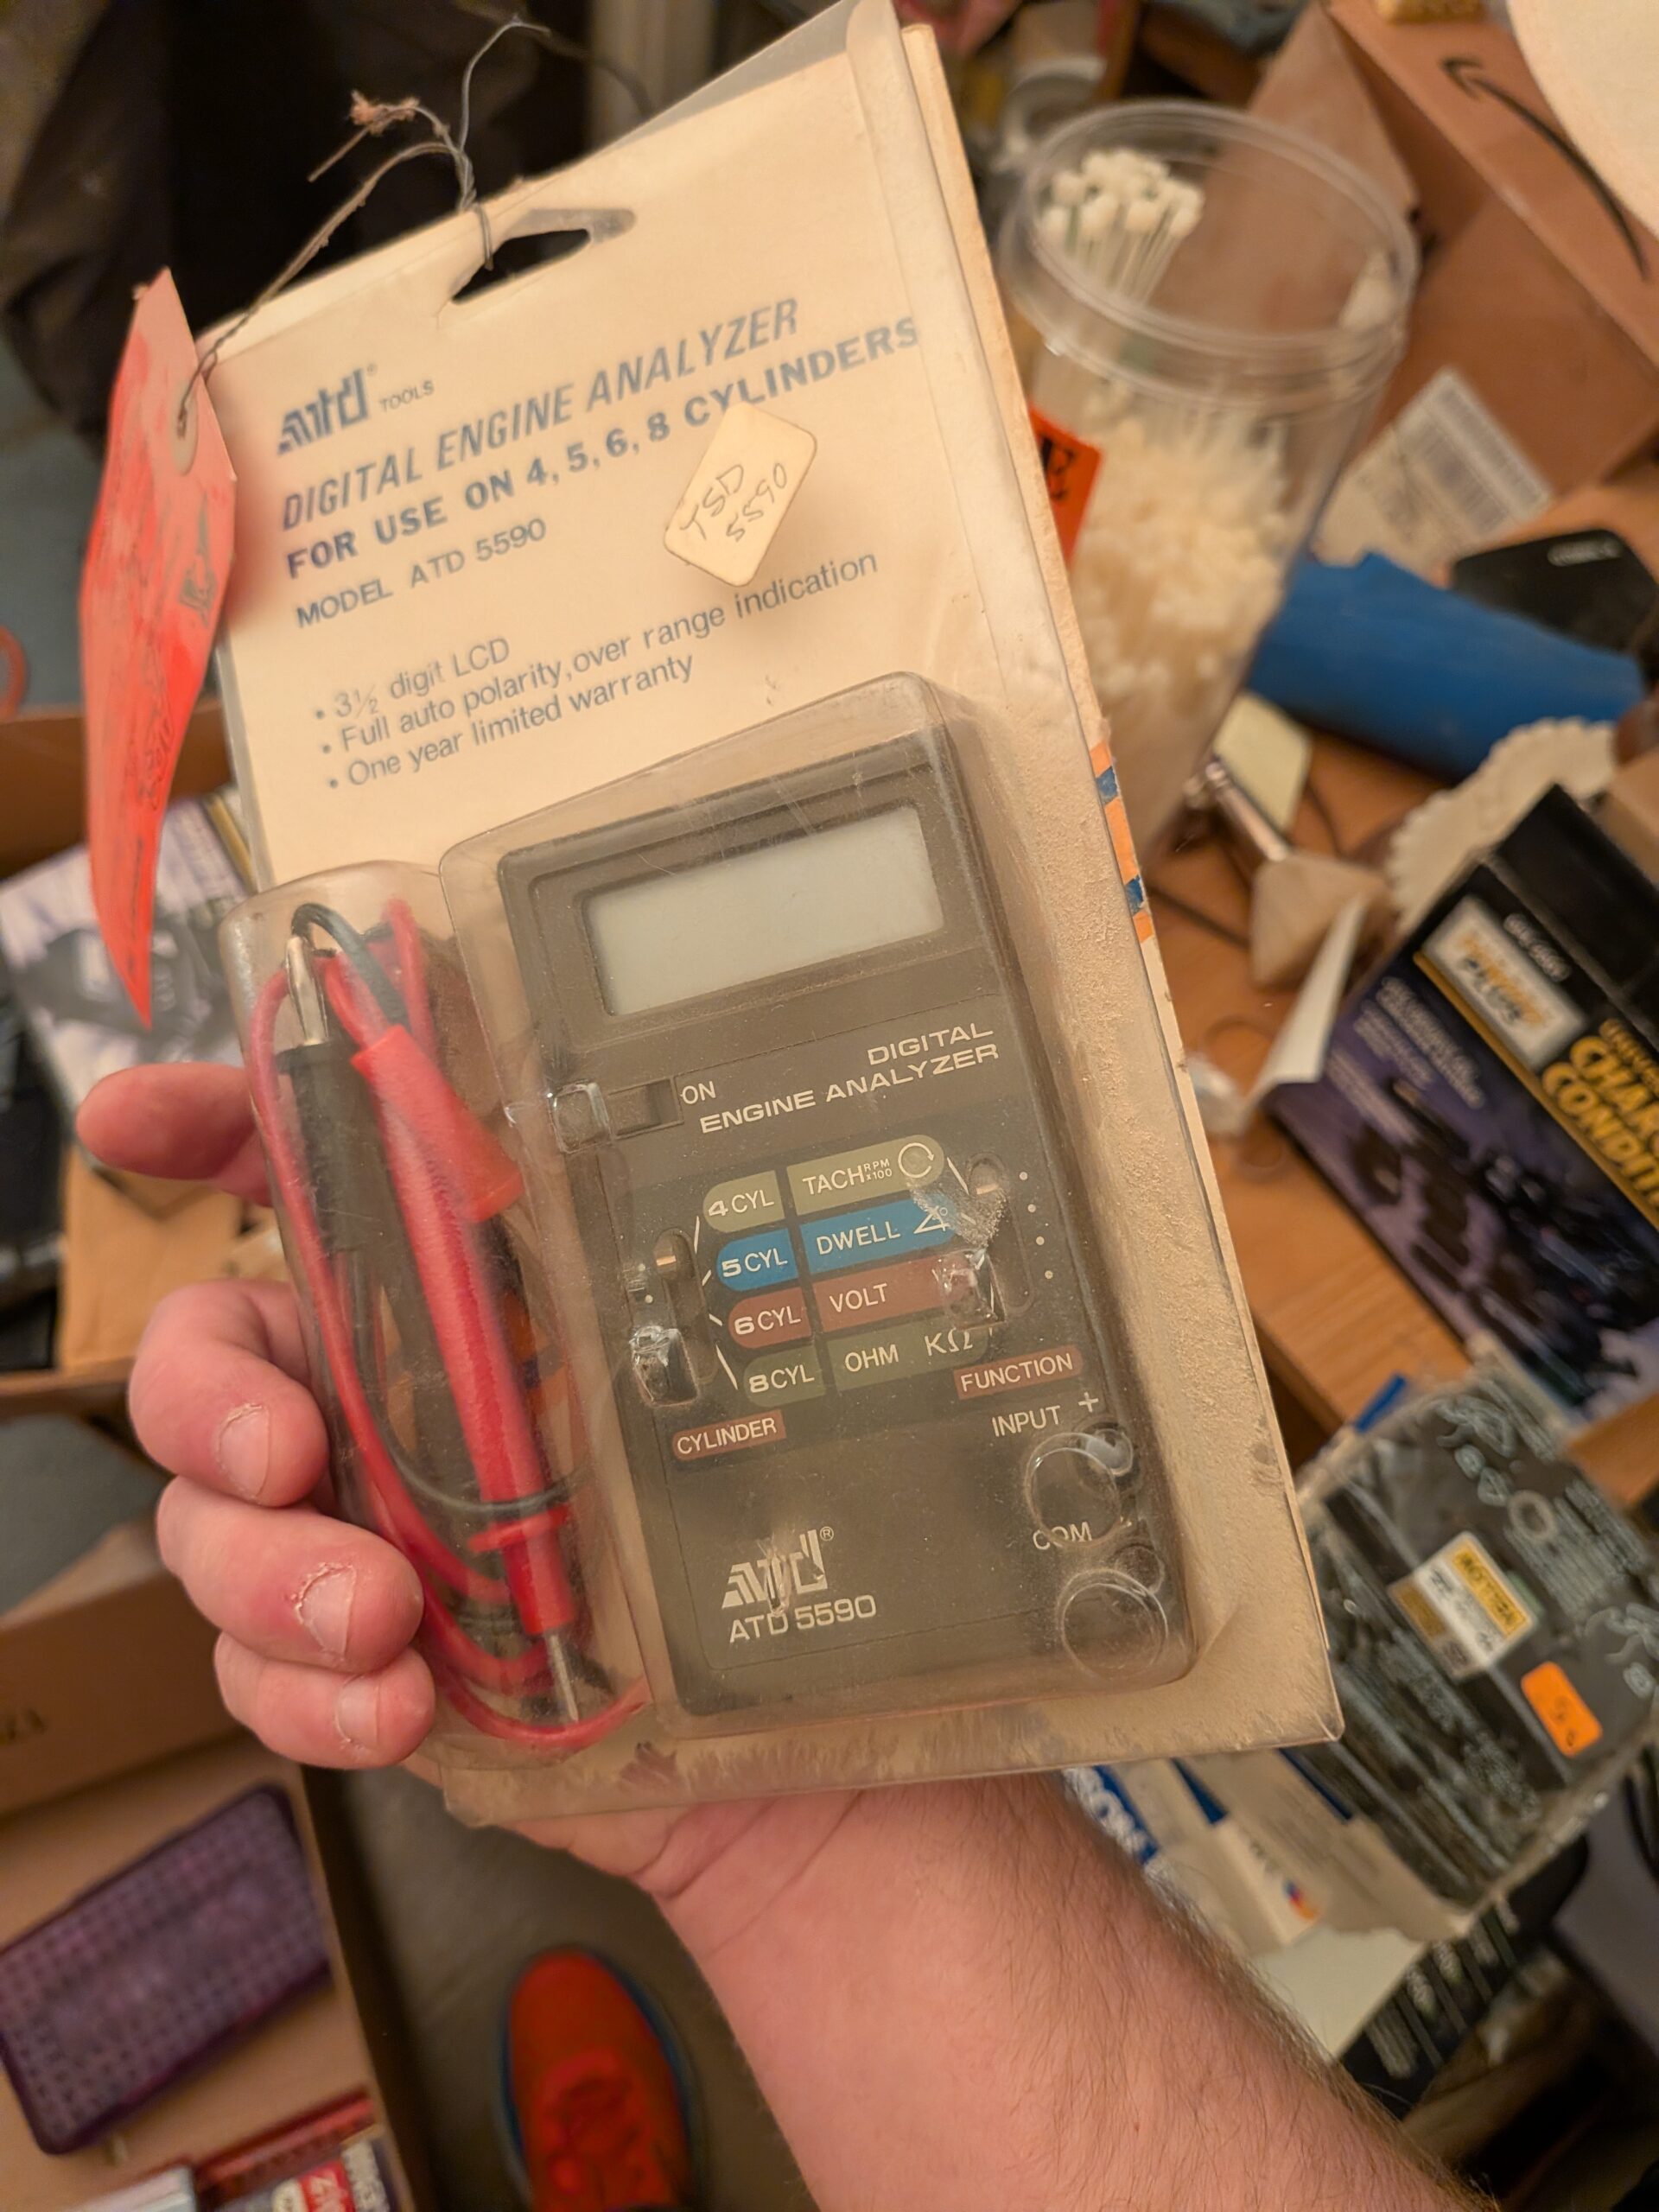 atd® TOOLS
DIGITAL ENGINE ANALYZER
FOR USE ON 4, 5, 6, 8 CYLINDERS
MODEL ATD 5590
TSD
5590
• 3½ digit LCD
• Full auto polarity, over range indication
• One year limited warranty
DIGITAL
ON ENGINE ANALYZER
4 CYL TACH RPM x100
5 CYL DWELL
6 CYL VOLT
8 CYL OHM KΩ
CYLINDER FUNCTION
INPUT +
COM
atd®
ATD 5590